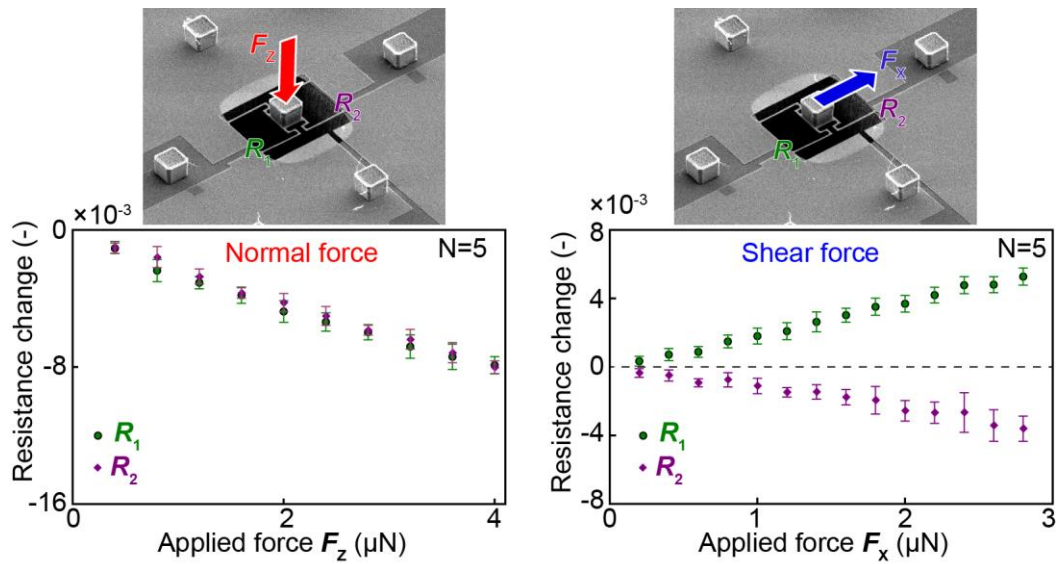 F_z
R_2
R_1
F_x
R_2
R_1
×10^-3
0
-8
-16
Resistance change (-)
Normal force
N=5
R_1
R_2
0
2
4
Applied force F_z (μN)
×10^-3
8
4
0
-4
-8
Resistance change (-)
Shear force
N=5
R_1
R_2
0
1
2
3
Applied force F_x (μN)